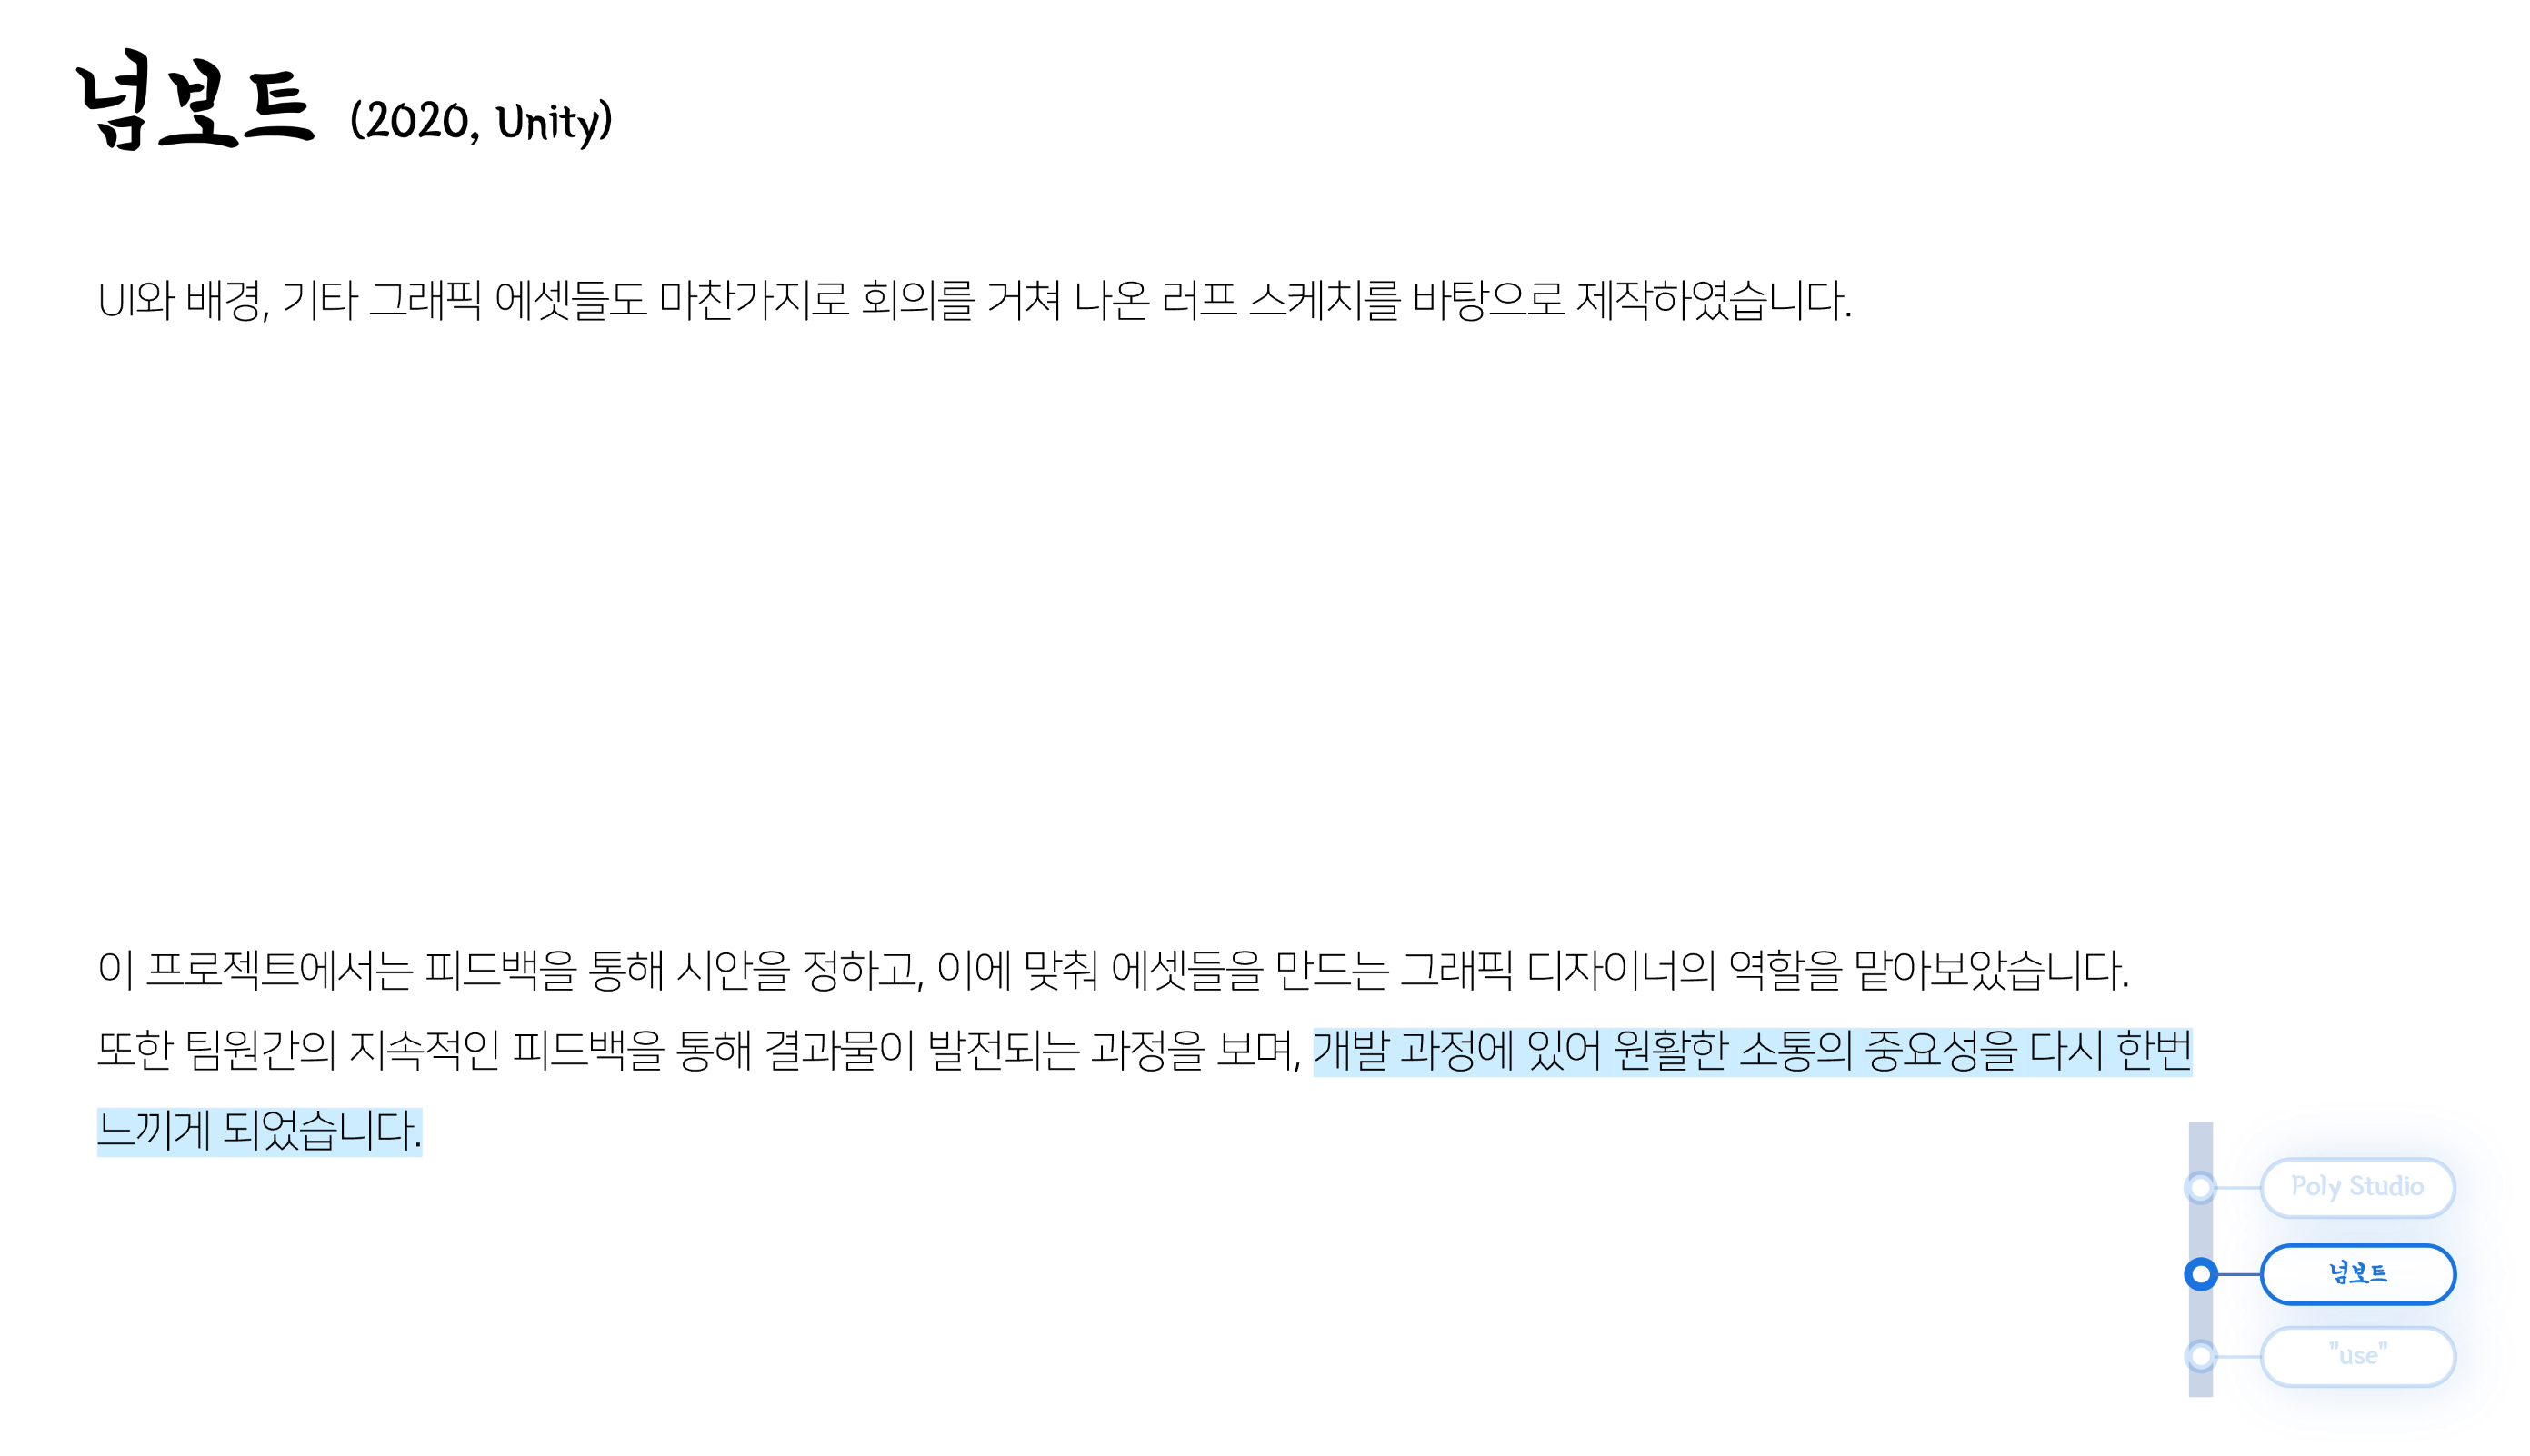 넘보트 (2020, Unity)
UI와 배경, 기타 그래픽 에셋들도 마찬가지로 회의를 거쳐 나온 러프 스케치를 바탕으로 제작하였습니다.
이 프로젝트에서는 피드백을 통해 시안을 정하고, 이에 맞춰 에셋들을 만드는 그래픽 디자이너의 역할을 맡아보았습니다.
또한 팀원간의 지속적인 피드백을 통해 결과물이 발전되는 과정을 보며, 개발 과정에 있어 원활한 소통의 중요성을 다시 한번
느끼게 되었습니다.
Poly Studio
넘보트
"use"